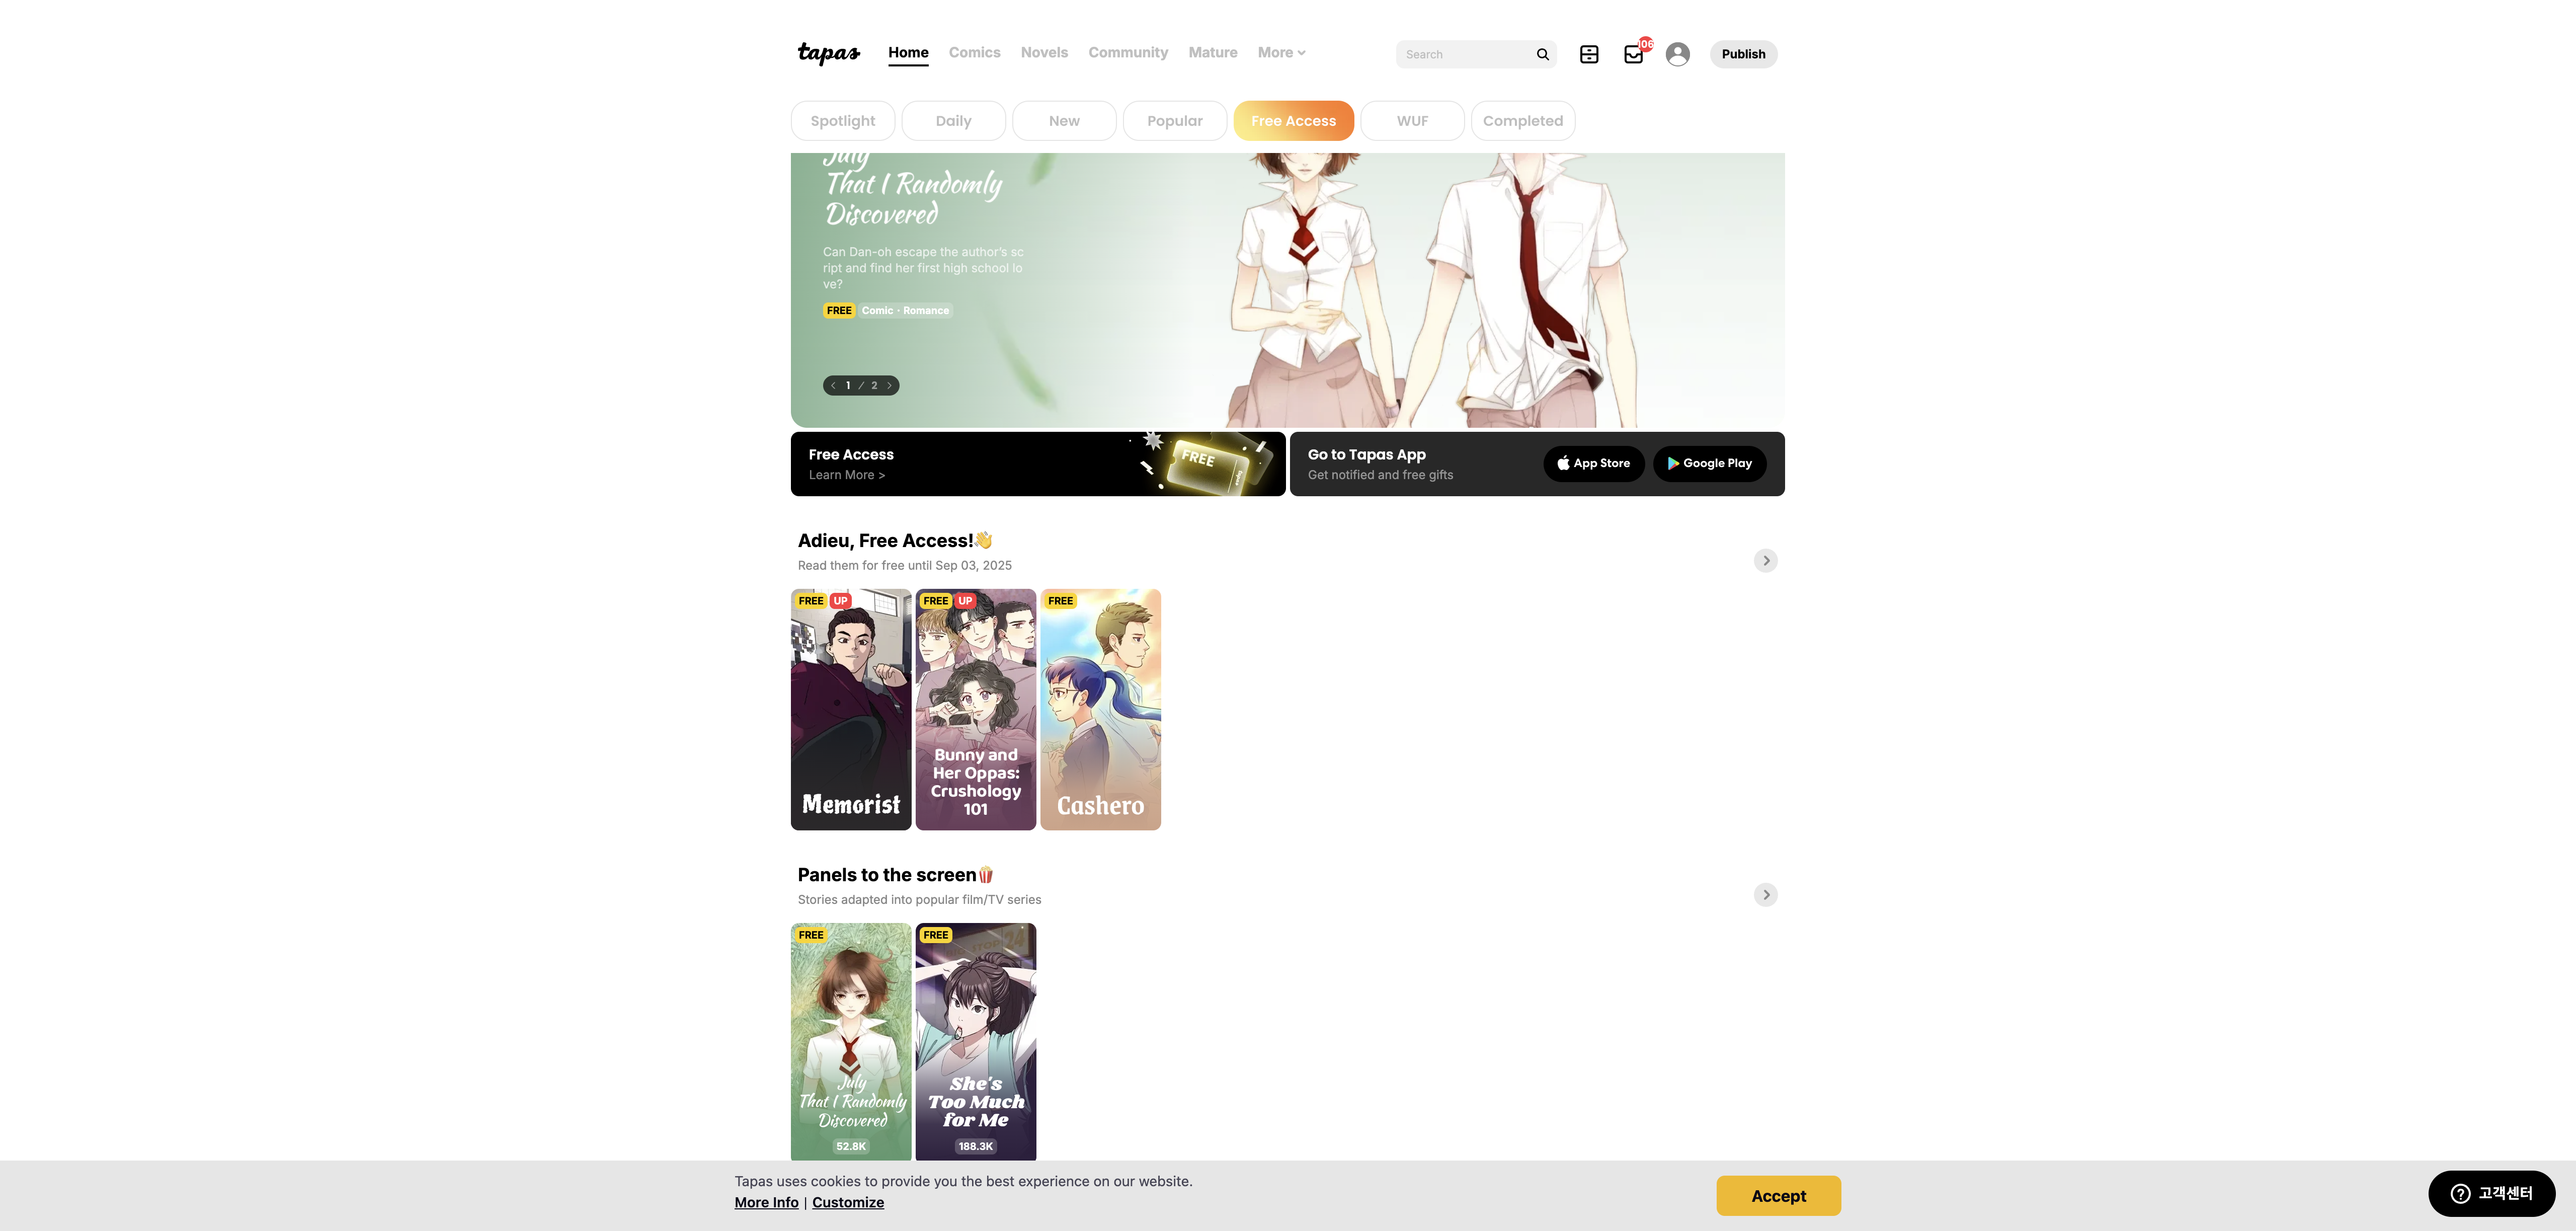 tapas
Home
Comics
Novels
Community
Mature
More
Search
106
Publish
Spotlight
Daily
New
Popular
Free Access
WUF
Completed
July
That I Randomly
Discovered
Can Dan-oh escape the author's sc
ript and find her first high school lo
ve?
FREE Comic · Romance
1 / 2
Free Access
Learn More >
FREE
tapas
Go to Tapas App
Get notified and free gifts
App Store
Google Play
Adieu, Free Access!👋
Read them for free until Sep 03, 2025
FREE UP
Memorist
FREE UP
Bunny and
Her Oppas:
Crushology
101
FREE
Cashero
Panels to the screen🍿
Stories adapted into popular film/TV series
FREE
July
That I Randomly
Discovered
52.8K
FREE
She's
Too Much
for Me
188.3K
Tapas uses cookies to provide you the best experience on our website.
More Info | Customize
Accept
고객센터